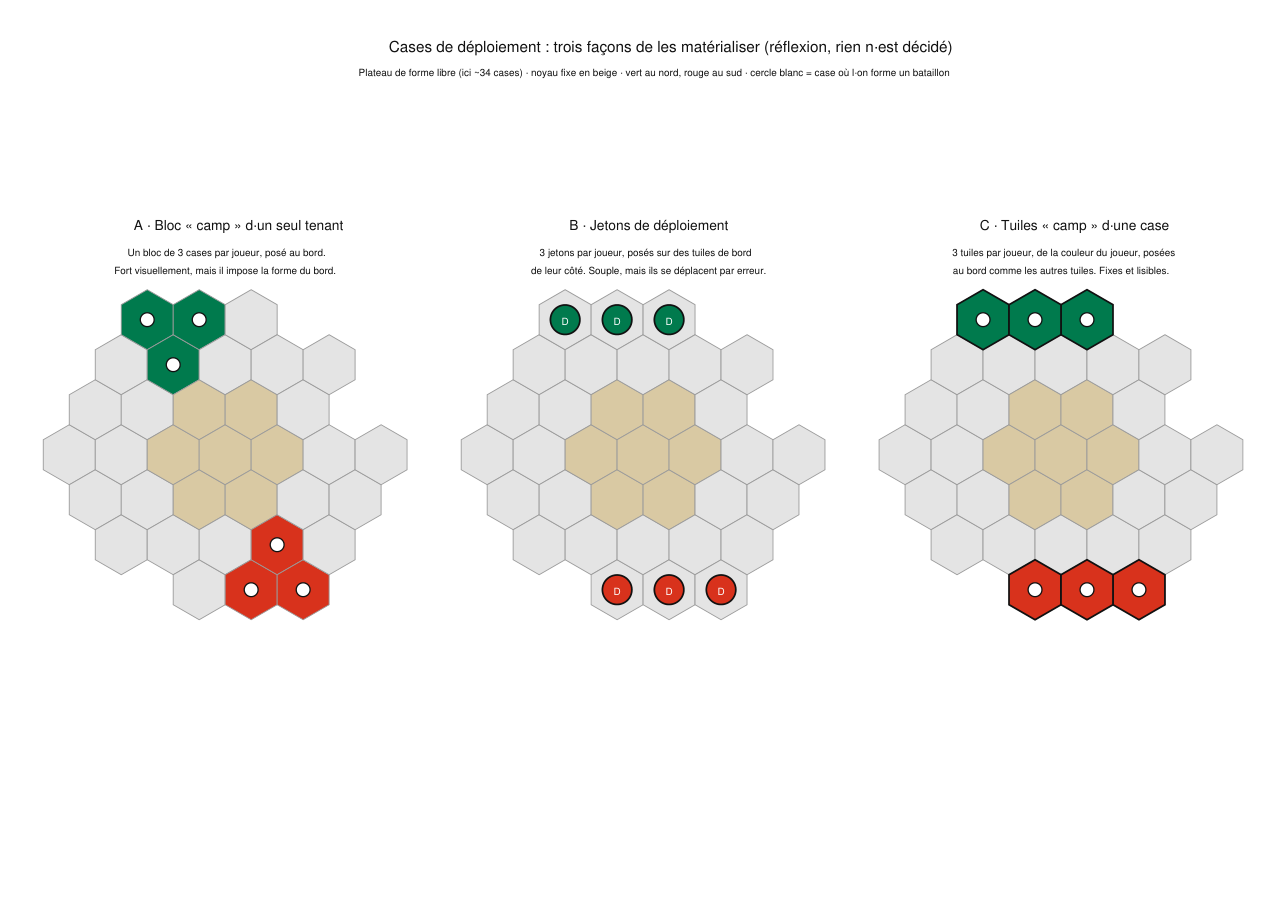 Cases de déploiement : trois façons de les matérialiser (réflexion, rien n·est décidé)
Plateau de forme libre (ici ~34 cases) · noyau fixe en beige · vert au nord, rouge au sud · cercle blanc = case où l·on forme un bataillon
A · Bloc « camp » d·un seul tenant
Un bloc de 3 cases par joueur, posé au bord.
Fort visuellement, mais il impose la forme du bord.
B · Jetons de déploiement
3 jetons par joueur, posés sur des tuiles de bord
de leur côté. Souple, mais ils se déplacent par erreur.
C · Tuiles « camp » d·une case
3 tuiles par joueur, de la couleur du joueur, posées
au bord comme les autres tuiles. Fixes et lisibles.
D D D
D D D